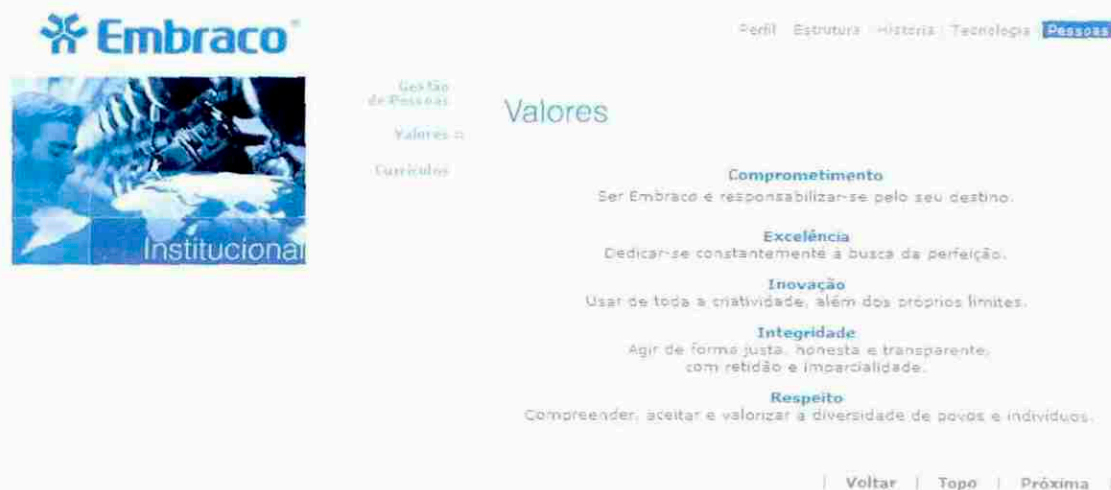 Embraco®
Perfil | Estrutura | Historia | Tecnologia | Pessoas
Institucional
Gestão
de Pessoas
Valores ::
Currículos
Valores
Comprometimento
Ser Embraco é responsabilizar-se pelo seu destino.
Excelência
Dedicar-se constantemente à busca da perfeição.
Inovação
Usar de toda a criatividade, além dos próprios limites.
Integridade
Agir de forma justa, honesta e transparente,
com retidão e imparcialidade.
Respeito
Compreender, aceitar e valorizar a diversidade de povos e indivíduos.
| Voltar | Topo | Próxima |